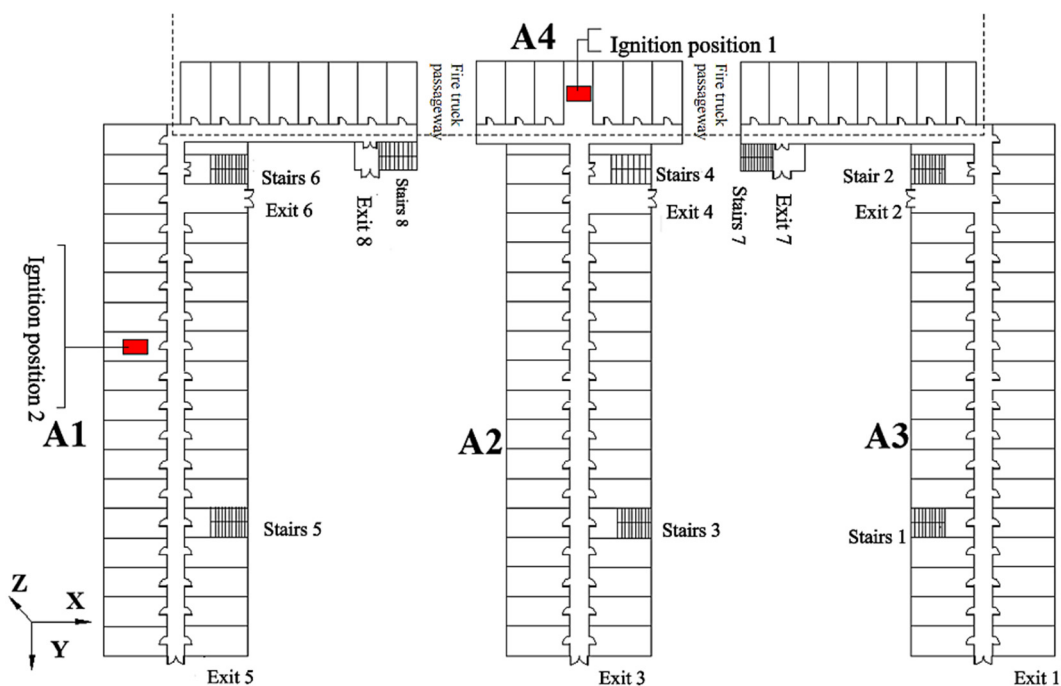 A4
Ignition position 1
Fire truck
passageway
Fire truck
passageway
Stairs 6
Exit 6
Exit 8
Stairs 8
Stairs 4
Exit 4
Stairs 7
Exit 7
Stair 2
Exit 2
Ignition position 2
A1
A2
A3
Stairs 5
Stairs 3
Stairs 1
Z
X
Y
Exit 5
Exit 3
Exit 1